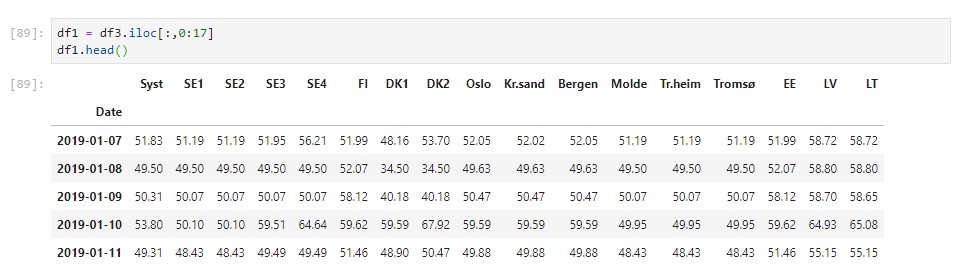 [89]: df1 = df3.iloc[:,0:17]
df1.head()
[89]: Syst SE1 SE2 SE3 SE4 FI DK1 DK2 Oslo Kr.sand Bergen Molde Tr.heim Tromsø EE LV LT
Date
2019-01-07 51.83 51.19 51.19 51.95 56.21 51.99 48.16 53.70 52.05 52.02 52.05 51.19 51.19 51.19 51.99 58.72 58.72
2019-01-08 49.50 49.50 49.50 49.50 49.50 52.07 34.50 34.50 49.63 49.63 49.63 49.50 49.50 49.50 52.07 58.80 58.80
2019-01-09 50.31 50.07 50.07 50.07 50.07 58.12 40.18 40.18 50.47 50.47 50.47 50.07 50.07 50.07 58.12 58.70 58.65
2019-01-10 53.80 50.10 50.10 59.51 64.64 59.62 59.59 67.92 59.59 59.59 59.59 49.95 49.95 49.95 59.62 64.93 65.08
2019-01-11 49.31 48.43 48.43 49.49 49.49 51.46 48.90 50.47 49.88 49.88 49.88 48.43 48.43 48.43 51.46 55.15 55.15